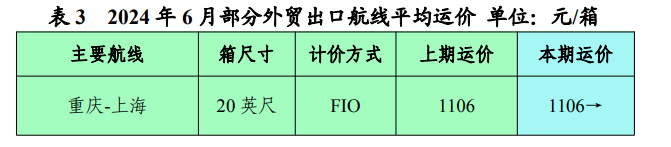 表 3 2024 年 6 月部分外贸出口航线平均运价 单位：元/箱
主要航线 箱尺寸 计价方式 上期运价 本期运价
重庆-上海 20 英尺 FIO 1106 1106→